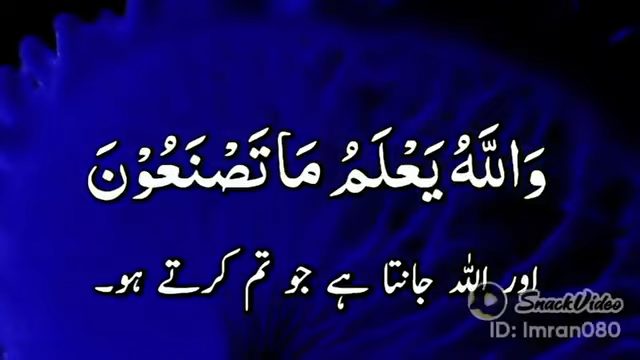 وَاللَّهُ يَعْلَمُ مَا تَصْنَعُوْنَ
اور اللہ جانتا ہے جو تم کرتے ہو۔
SnackVideo
ID: Imran080